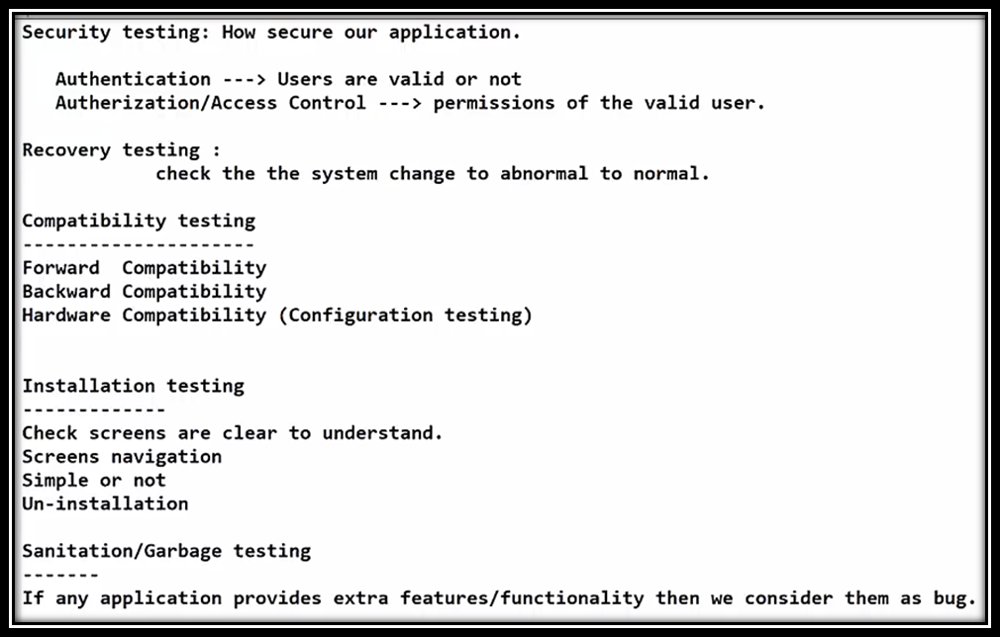 Security testing: How secure our application.
Authentication ---> Users are valid or not
Autherization/Access Control ---> permissions of the valid user.
Recovery testing :
check the the system change to abnormal to normal.
Compatibility testing
---------------------
Forward  Compatibility
Backward Compatibility
Hardware Compatibility (Configuration testing)
Installation testing
-------------
Check screens are clear to understand.
Screens navigation
Simple or not
Un-installation
Sanitation/Garbage testing
-------
If any application provides extra features/functionality then we consider them as bug.